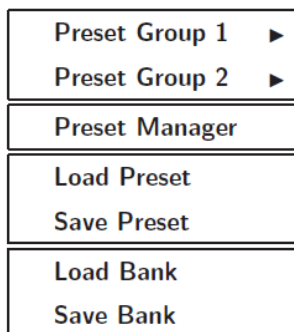 Preset Group 1 ►
Preset Group 2 ►
Preset Manager
Load Preset
Save Preset
Load Bank
Save Bank